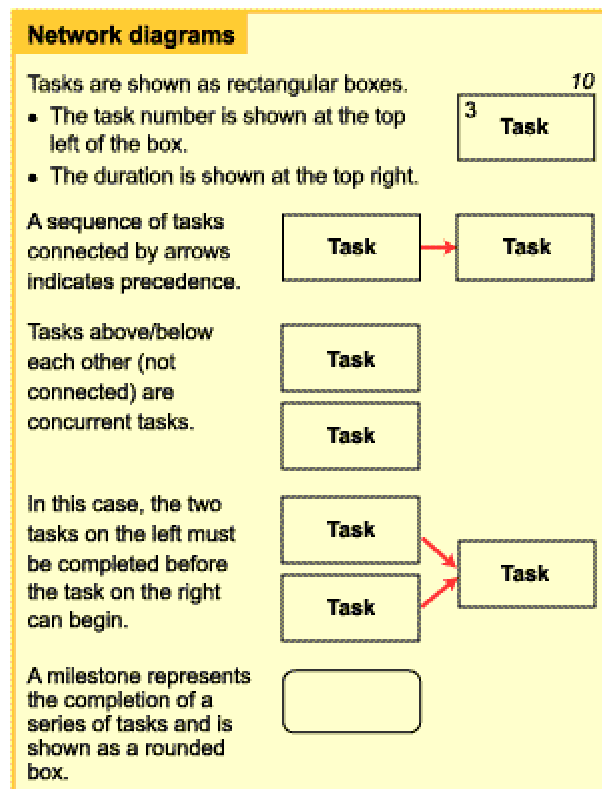 Network diagrams
Tasks are shown as rectangular boxes.
• The task number is shown at the top
left of the box.
• The duration is shown at the top right.
10
3
Task
A sequence of tasks
connected by arrows
indicates precedence.
Task
Task
Tasks above/below
each other (not
connected) are
concurrent tasks.
Task
Task
In this case, the two
tasks on the left must
be completed before
the task on the right
can begin.
Task
Task
Task
A milestone represents
the completion of a
series of tasks and is
shown as a rounded
box.